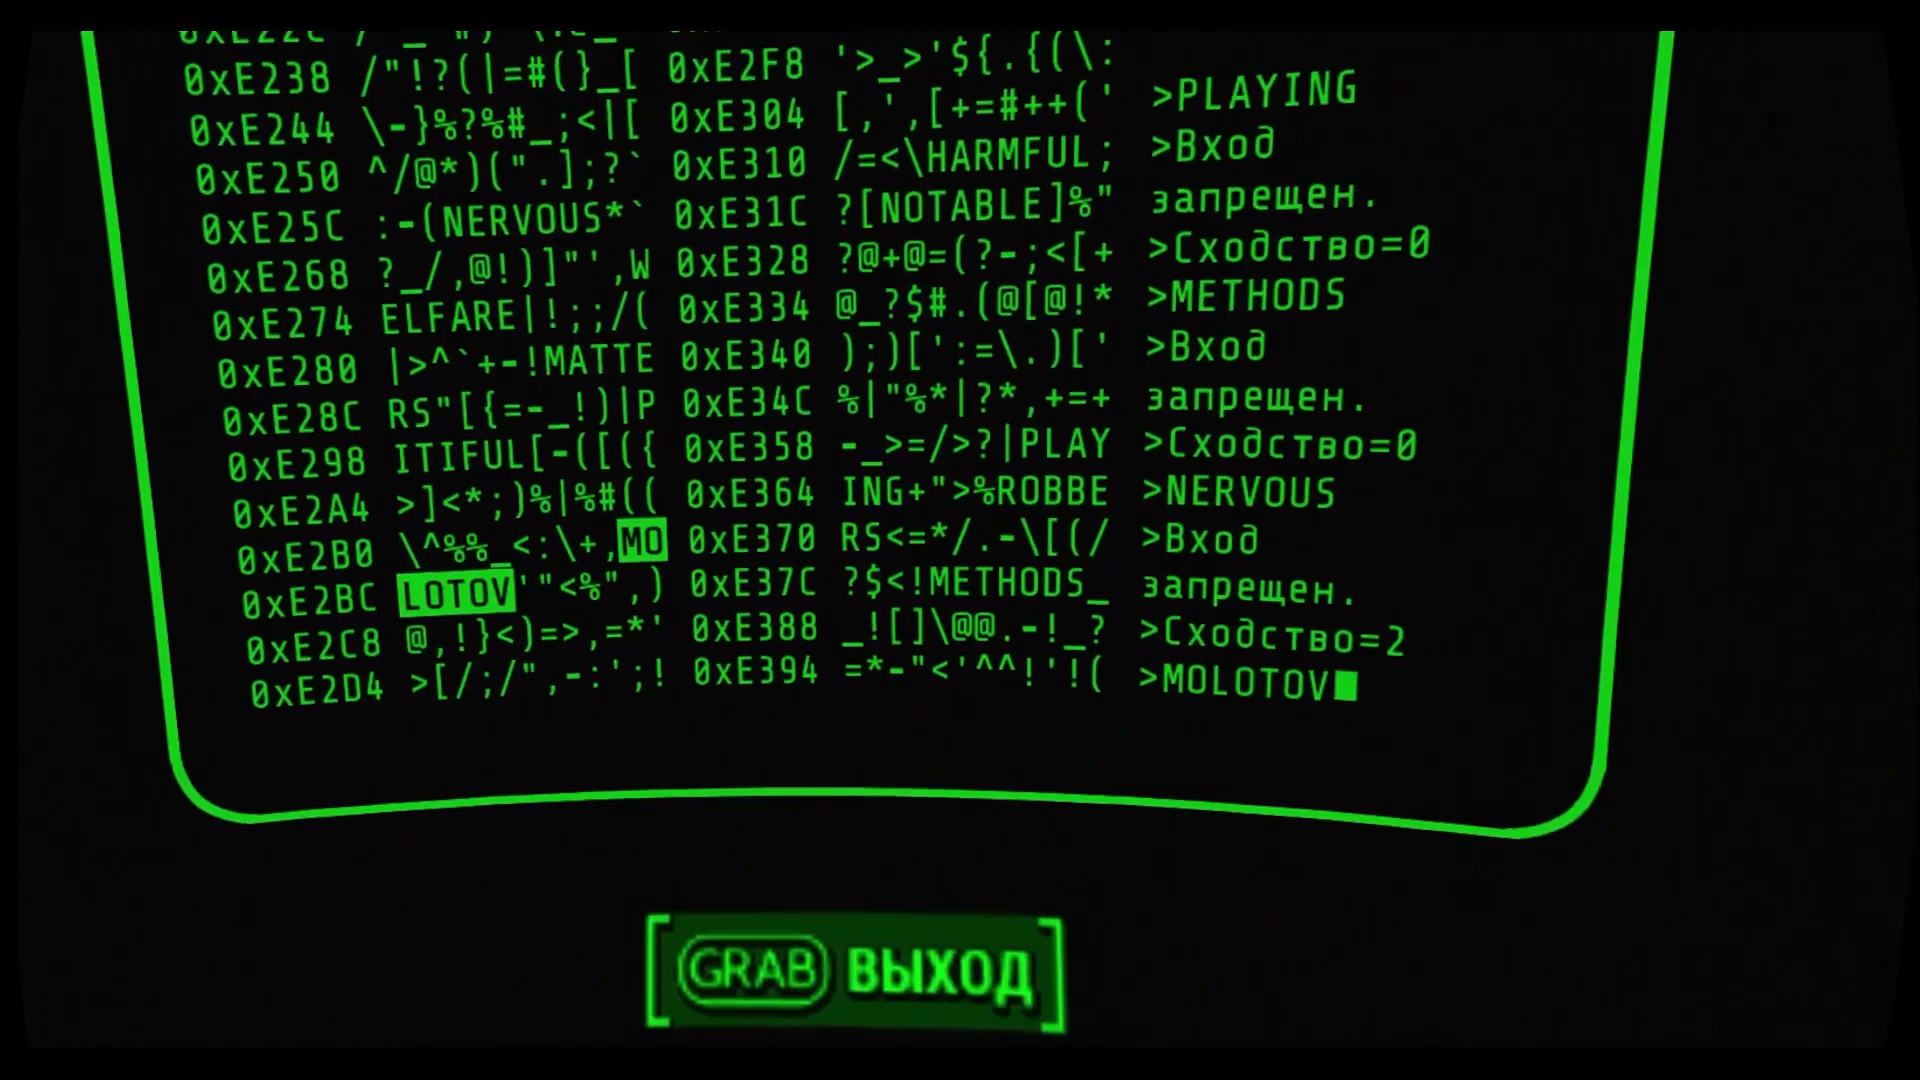 0xE238 /"!?(|=#(}_[ 0xE2F8 '>_>'${.{(\:
0xE244 \-}%?%#_;<|[ 0xE304 [,',[+=#++(' >PLAYING
0xE250 ^/@*)(".];?` 0xE310 /=<\HARMFUL; >Вход
0xE25C :-(NERVOUS*` 0xE31C ?[NOTABLE]%" запрещен.
0xE268 ?_/,@!)]"',W 0xE328 ?@+@=(?-;<[+ >Сходство=0
0xE274 ELFARE|!;;/( 0xE334 @_?$#.(@[@!* >METHODS
0xE280 |>^`+-!MATTE 0xE340 );)[':=\.)[' >Вход
0xE28C RS"[{=-_!)|P 0xE34C %|"%*|?*,+=+ запрещен.
0xE298 ITIFUL[-([({ 0xE358 -_>=/>?|PLAY >Сходство=0
0xE2A4 >]<*;)%|%#(( 0xE364 ING+">%ROBBE >NERVOUS
0xE2B0 \^%%_<:\+,MO 0xE370 RS<=*/.-\[(/ >Вход
0xE2BC LOTOV'"<%",) 0xE37C ?$<!METHODS_ запрещен.
0xE2C8 @,!}<)=>,=*' 0xE388 _![]\@@.-!_? >Сходство=2
0xE2D4 >[/;/",-:';! 0xE394 =*-"<'^^!'!( >MOLOTOV
GRAB ВЫХОД